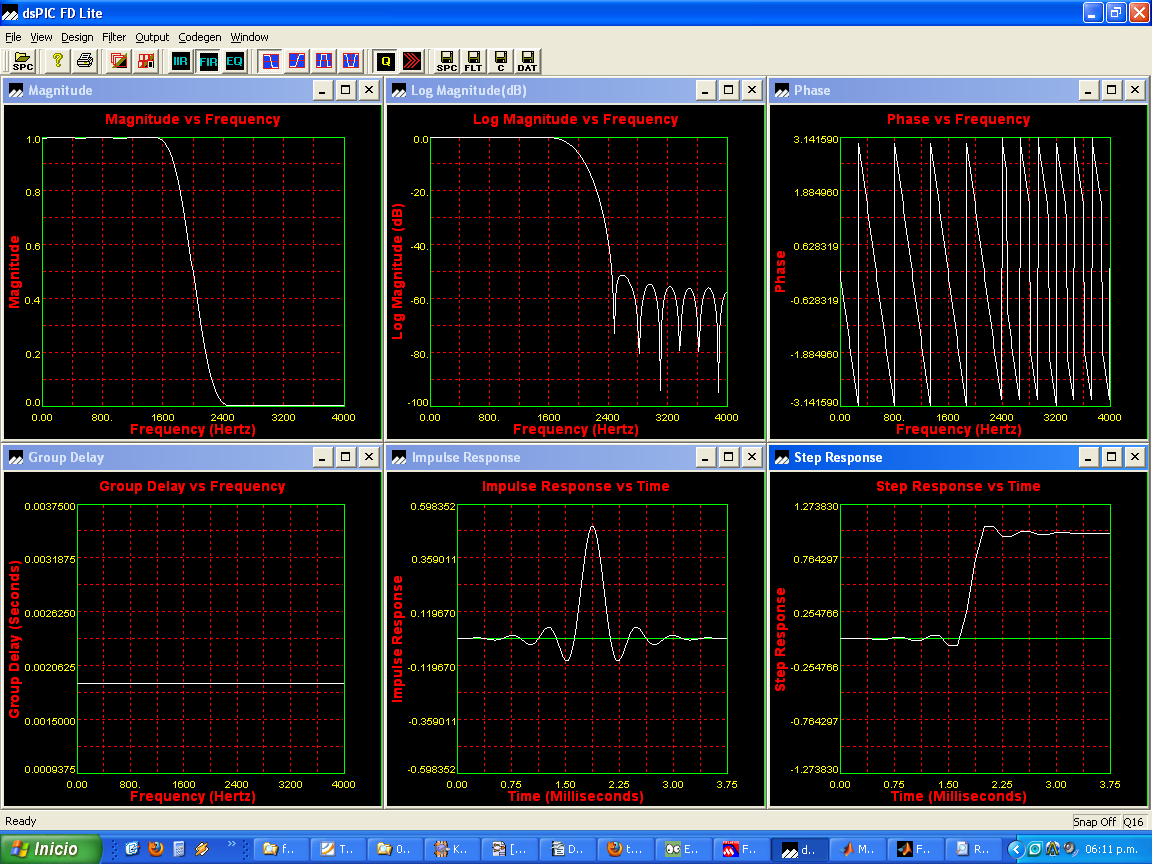 dsPIC FD Lite
File View Design Filter Output Codegen Window
SPC ? IIR FIR EQ Q SPC FLT C DAT
Magnitude
Magnitude vs Frequency
Magnitude
1.0
0.8
0.6
0.4
0.2
0.0
0.00 800. 1600 2400 3200 4000
Frequency (Hertz)
Log Magnitude(dB)
Log Magnitude vs Frequency
Log Magnitude (dB)
0.0
-20.
-40.
-60.
-80.
-100
0.00 800. 1600 2400 3200 4000
Frequency (Hertz)
Phase
Phase vs Frequency
Phase
3.141590
1.884960
0.628319
-0.628319
-1.884960
-3.141590
0.00 800. 1600 2400 3200 4000
Frequency (Hertz)
Group Delay
Group Delay vs Frequency
Group Delay (Seconds)
0.0037500
0.0031875
0.0026250
0.0020625
0.0015000
0.0009375
0.00 800. 1600 2400 3200 4000
Frequency (Hertz)
Impulse Response
Impulse Response vs Time
Impulse Response
0.598352
0.359011
0.119670
-0.119670
-0.359011
-0.598352
0.00 0.75 1.50 2.25 3.00 3.75
Time (Milliseconds)
Step Response
Step Response vs Time
Step Response
1.273830
0.764297
0.254766
-0.254766
-0.764297
-1.273830
0.00 0.75 1.50 2.25 3.00 3.75
Time (Milliseconds)
Ready Snap Off Q16
Inicio » f... T... 0... K... [... D... t... E... F... d... M... F... R... 06:11 p.m.